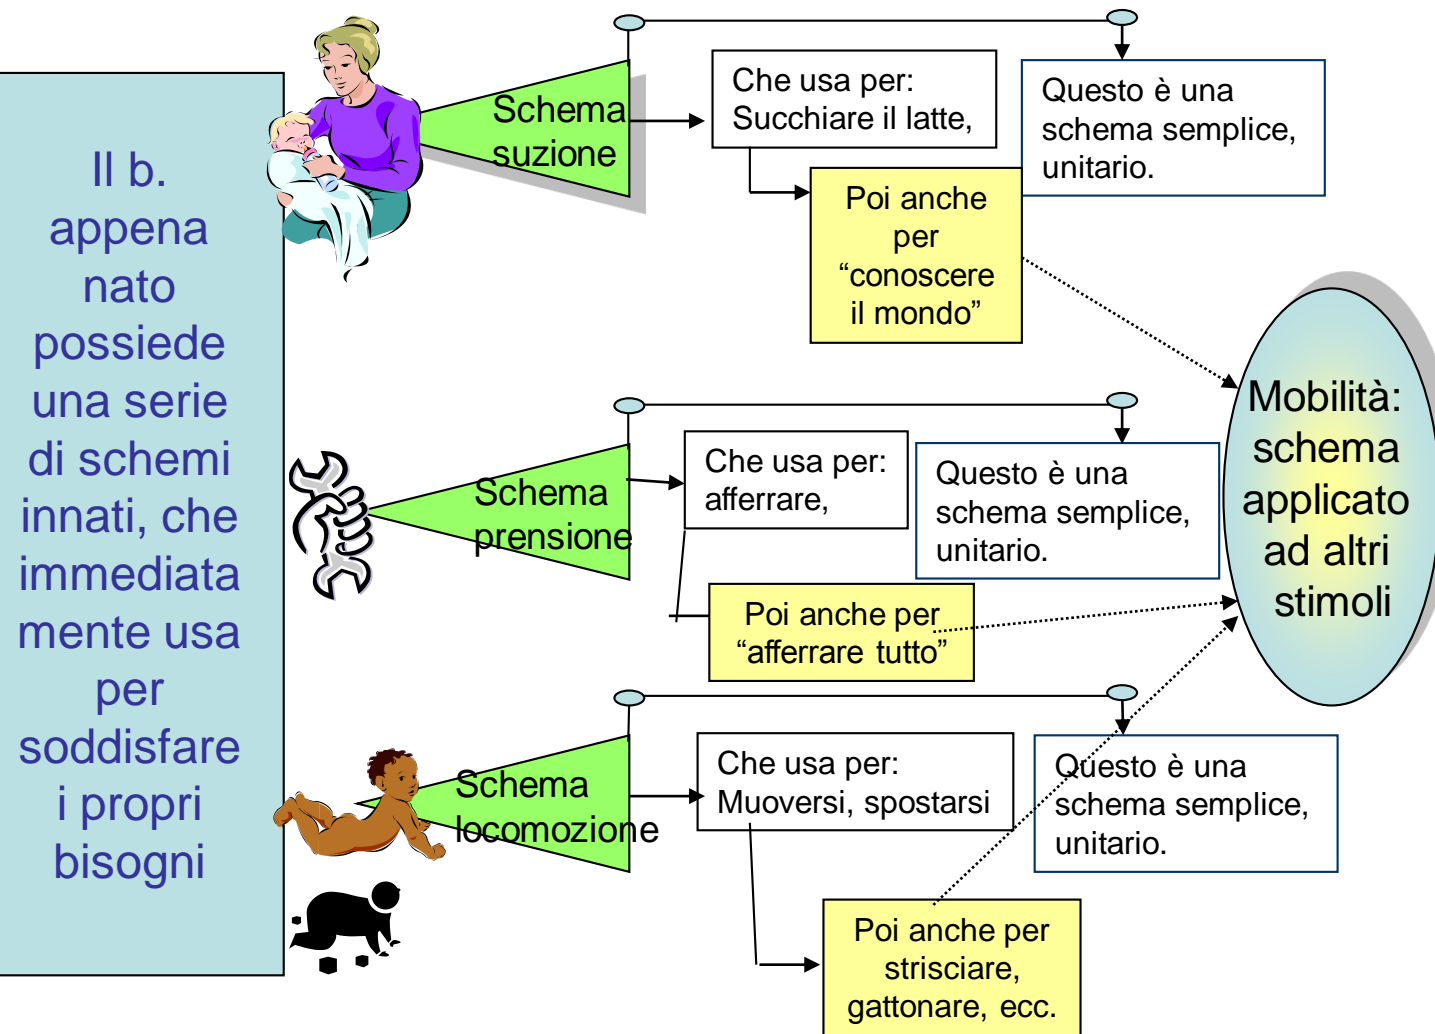 Il b.
appena
nato
possiede
una serie
di schemi
innati, che
immediata
mente usa
per
soddisfare
i propri
bisogni
Schema
suzione
Che usa per:
Succhiare il latte,
Questo è una
schema semplice,
unitario.
Poi anche
per
“conoscere
il mondo”
Schema
prensione
Che usa per:
afferrare,
Questo è una
schema semplice,
unitario.
Poi anche per
“afferrare tutto”
Schema
locomozione
Che usa per:
Muoversi, spostarsi
Questo è una
schema semplice,
unitario.
Poi anche per
strisciare,
gattonare, ecc.
Mobilità:
schema
applicato
ad altri
stimoli